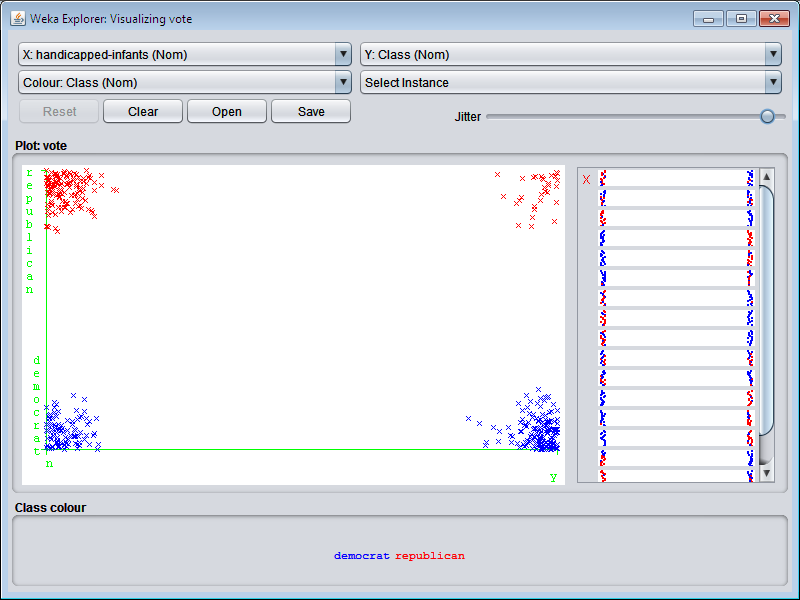 Weka Explorer: Visualizing vote
X: handicapped-infants (Nom)
Y: Class (Nom)
Colour: Class (Nom)
Select Instance
Reset
Clear
Open
Save
Jitter
Plot: vote
republican
democrat
n
y
X
Class colour
democrat republican